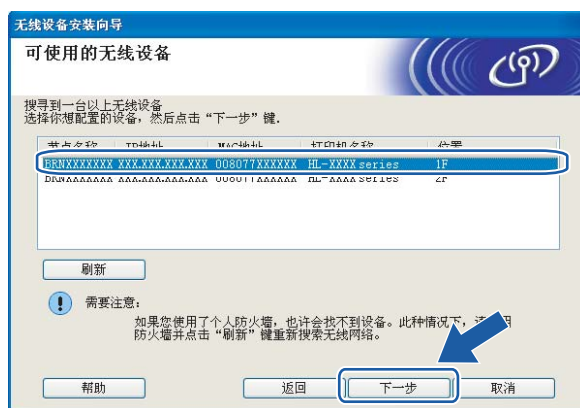 无线设备安装向导
可使用的无线设备
搜寻到一台以上无线设备
选择你想配置的设备，然后点击“下一步”键.
节点名称 IP地址 MAC地址 打印机名称 位置
BRNXXXXXXX XXX.XXX.XXX.XXX 008077XXXXXX HL-XXXX series 1F
BRNXXXXXXX XXX.XXX.XXX.XXX 008077XXXXXX HL-XXXX series 2F
刷新
需要注意：
如果您使用了个人防火墙，也许会找不到设备。此种情况下，请
防火墙并点击“刷新”键重新搜索无线网络。
帮助 返回 下一步 取消